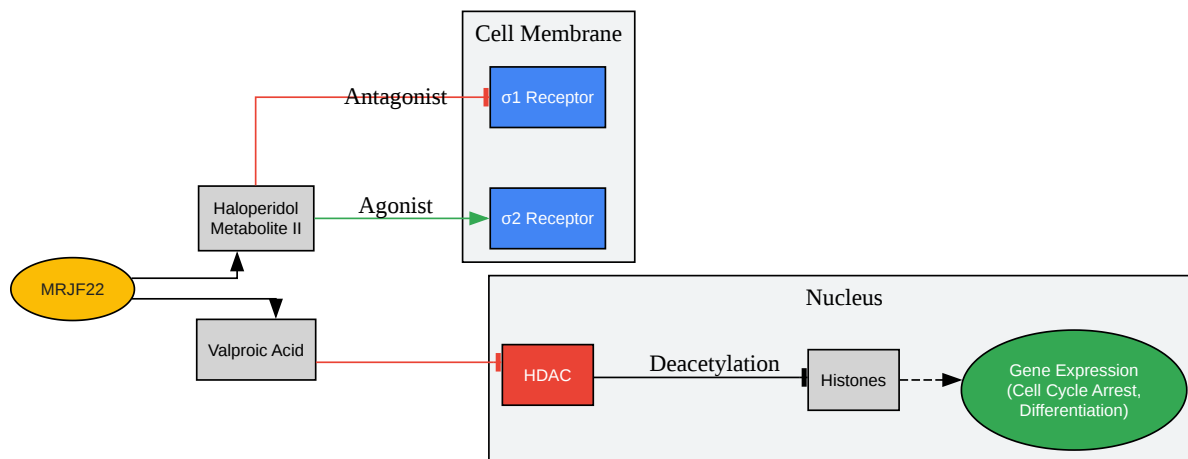 Cell Membrane
Antagonist
σ1 Receptor
Haloperidol
Metabolite II
Agonist
σ2 Receptor
MRJF22
Valproic Acid
Nucleus
HDAC
Deacetylation
Histones
Gene Expression
(Cell Cycle Arrest,
Differentiation)